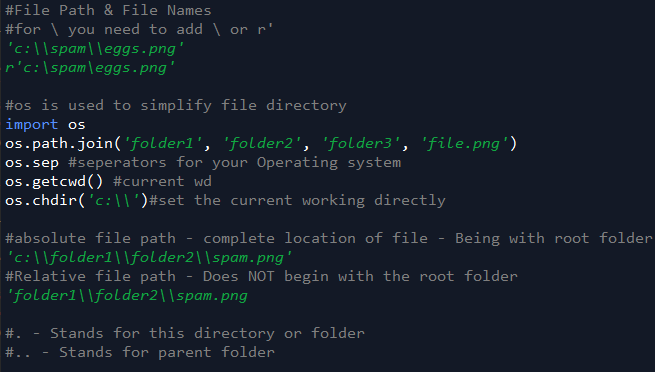 #File Path & File Names
#for \ you need to add \ or r'
'c:\\spam\\eggs.png'
r'c:\spam\eggs.png'
#os is used to simplify file directory
import os
os.path.join('folder1', 'folder2', 'folder3', 'file.png')
os.sep #seperators for your Operating system
os.getcwd() #current wd
os.chdir('c:\\')#set the current working directly
#absolute file path - complete location of file - Being with root folder
'c:\\folder1\\folder2\\spam.png'
#Relative file path - Does NOT begin with the root folder
'folder1\\folder2\\spam.png
#. - Stands for this directory or folder
#.. - Stands for parent folder